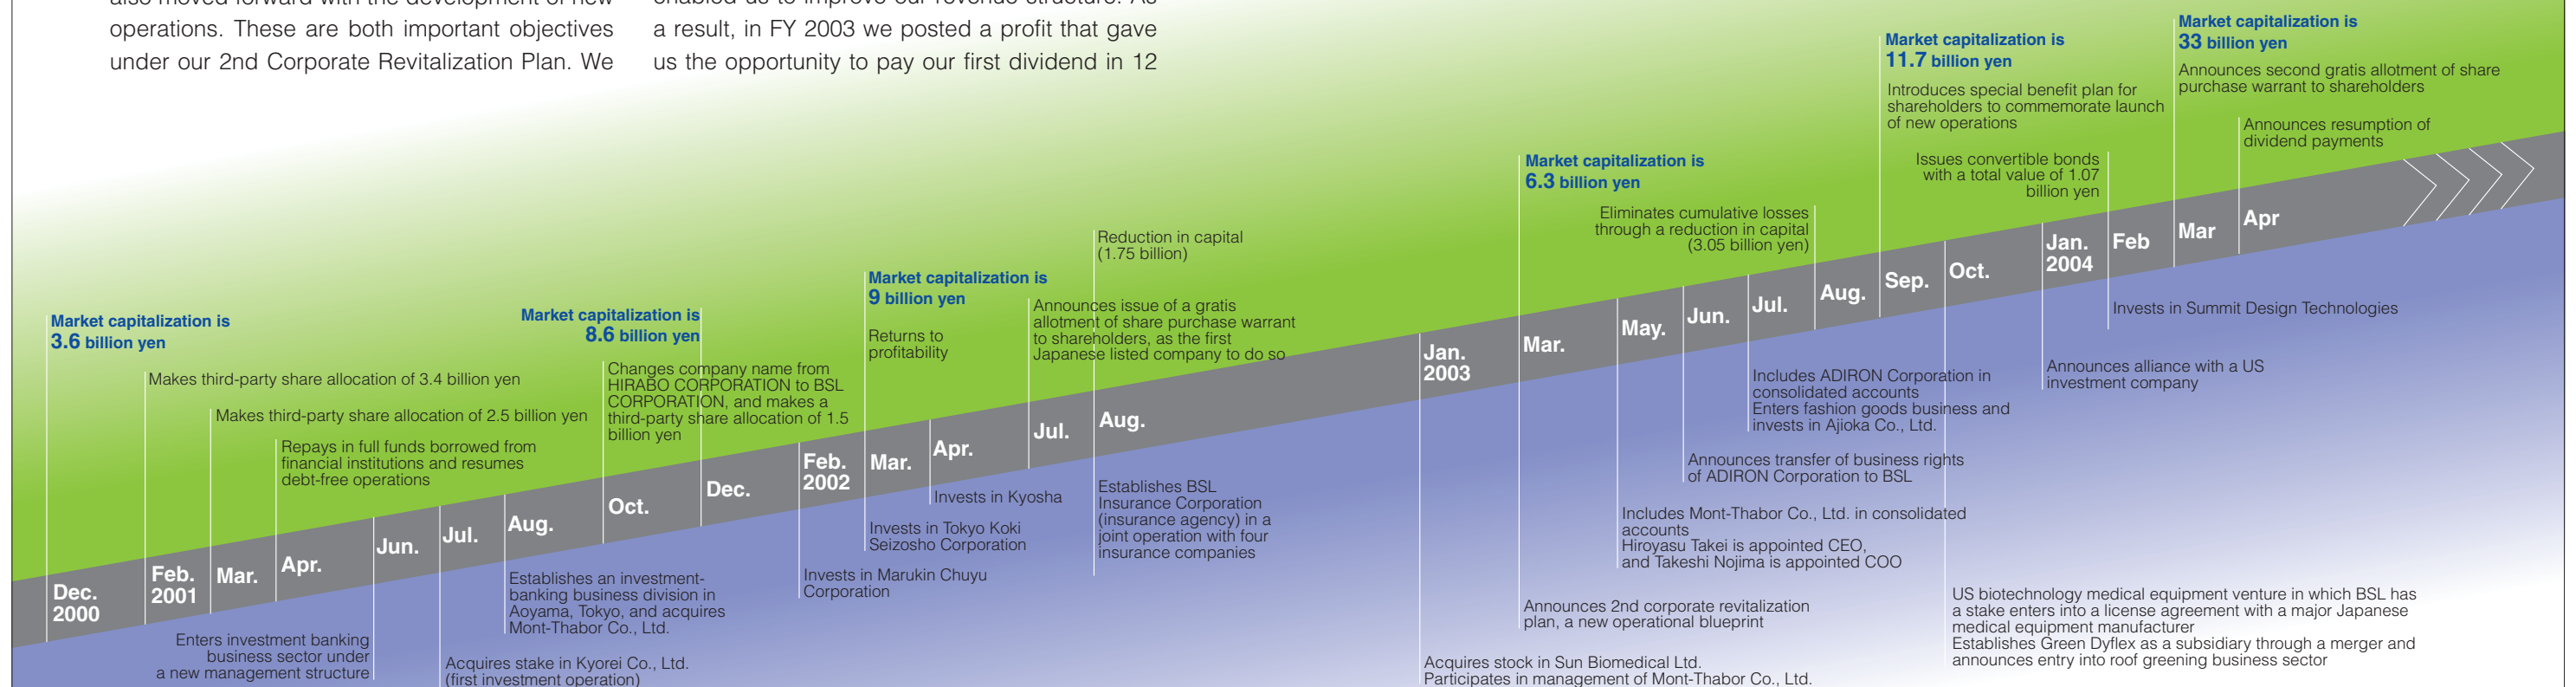 also moved forward with the development of new
operations. These are both important objectives
under our 2nd Corporate Revitalization Plan. We
enabled us to improve our revenue structure. As
a result, in FY 2003 we posted a profit that gave
us the opportunity to pay our first dividend in 12
Market capitalization is
3.6 billion yen
Makes third-party share allocation of 3.4 billion yen
Makes third-party share allocation of 2.5 billion yen
Repays in full funds borrowed from
financial institutions and resumes
debt-free operations
Market capitalization is
8.6 billion yen
Changes company name from
HIRABO CORPORATION to BSL
CORPORATION, and makes a
third-party share allocation of 1.5
billion yen
Market capitalization is
9 billion yen
Returns to
profitability
Announces issue of a gratis
allotment of share purchase warrant
to shareholders, as the first
Japanese listed company to do so
Reduction in capital
(1.75 billion)
Market capitalization is
6.3 billion yen
Eliminates cumulative losses
through a reduction in capital
(3.05 billion yen)
Market capitalization is
11.7 billion yen
Introduces special benefit plan for
shareholders to commemorate launch
of new operations
Issues convertible bonds
with a total value of 1.07
billion yen
Market capitalization is
33 billion yen
Announces second gratis allotment of share
purchase warrant to shareholders
Announces resumption of
dividend payments
Dec.
2000
Feb.
2001
Mar.
Apr.
Jun.
Jul.
Aug.
Oct.
Dec.
Feb.
2002
Mar.
Apr.
Jul.
Aug.
Jan.
2003
Mar.
May.
Jun.
Jul.
Aug.
Sep.
Oct.
Jan.
2004
Feb
Mar
Apr
Enters investment banking
business sector under
a new management structure
Acquires stake in Kyorei Co., Ltd.
(first investment operation)
Establishes an investment-
banking business division in
Aoyama, Tokyo, and acquires
Mont-Thabor Co., Ltd.
Invests in Marukin Chuyu
Corporation
Invests in Tokyo Koki
Seizosho Corporation
Invests in Kyosha
Establishes BSL
Insurance Corporation
(insurance agency) in a
joint operation with four
insurance companies
Acquires stock in Sun Biomedical Ltd.
Participates in management of Mont-Thabor Co., Ltd.
Announces 2nd corporate revitalization
plan, a new operational blueprint
Includes Mont-Thabor Co., Ltd. in consolidated
accounts
Hiroyasu Takei is appointed CEO,
and Takeshi Nojima is appointed COO
Announces transfer of business rights
of ADIRON Corporation to BSL
Includes ADIRON Corporation in
consolidated accounts
Enters fashion goods business and
invests in Ajioka Co., Ltd.
US biotechnology medical equipment venture in which BSL has
a stake enters into a license agreement with a major Japanese
medical equipment manufacturer
Establishes Green Dyflex as a subsidiary through a merger and
announces entry into roof greening business sector
Announces alliance with a US
investment company
Invests in Summit Design Technologies